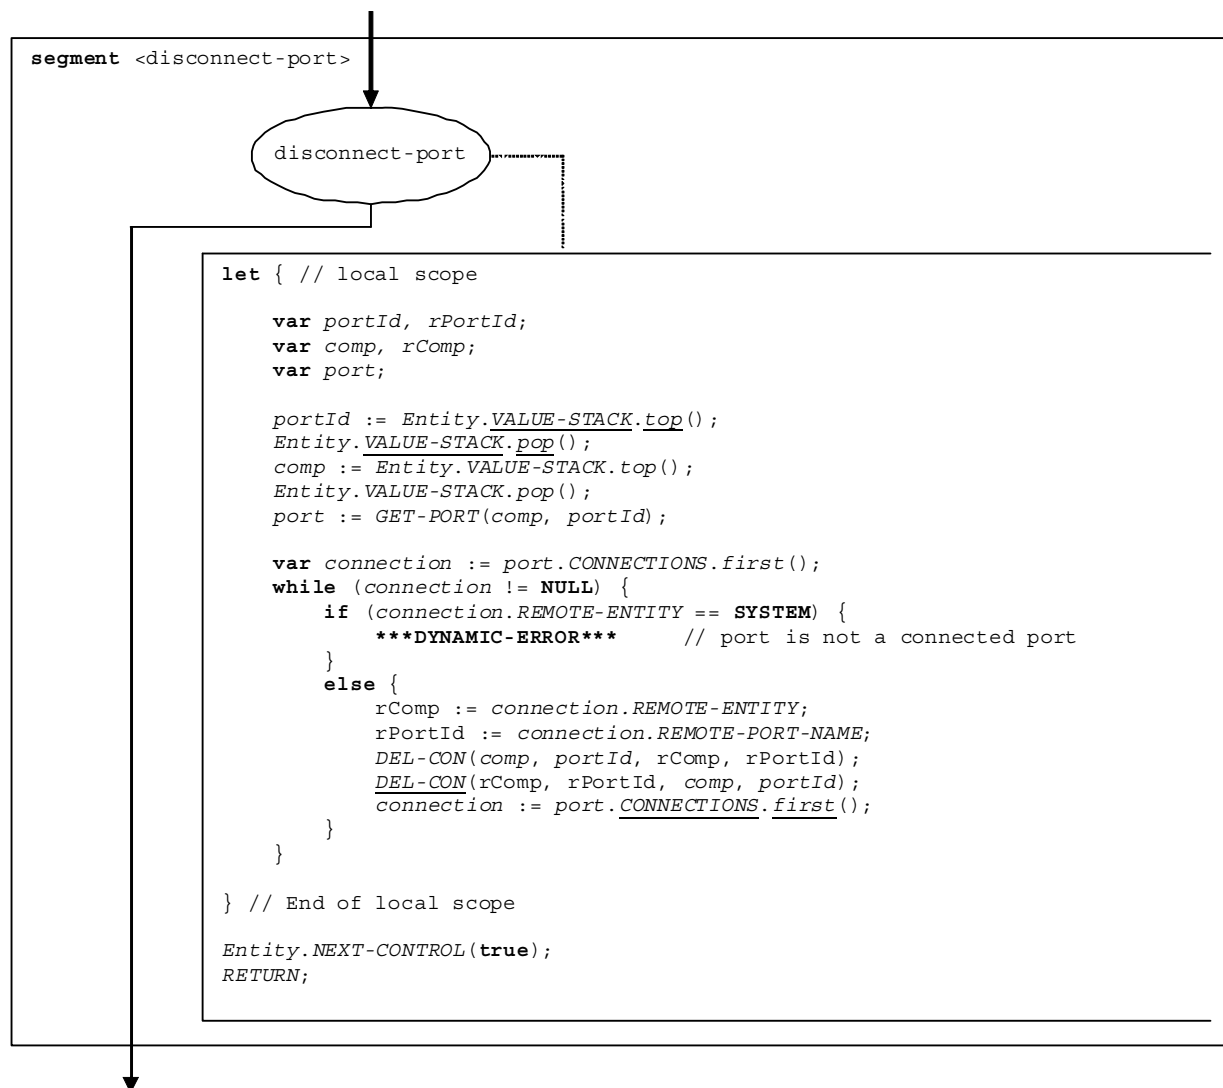 segment <disconnect-port>
disconnect-port
let { // local scope
var portId, rPortId;
var comp, rComp;
var port;
portId := Entity.VALUE-STACK.top();
Entity.VALUE-STACK.pop();
comp := Entity.VALUE-STACK.top();
Entity.VALUE-STACK.pop();
port := GET-PORT(comp, portId);
var connection := port.CONNECTIONS.first();
while (connection != NULL) {
if (connection.REMOTE-ENTITY == SYSTEM) {
***DYNAMIC-ERROR*** // port is not a connected port
}
else {
rComp := connection.REMOTE-ENTITY;
rPortId := connection.REMOTE-PORT-NAME;
DEL-CON(comp, portId, rComp, rPortId);
DEL-CON(rComp, rPortId, comp, portId);
connection := port.CONNECTIONS.first();
}
}
} // End of local scope
Entity.NEXT-CONTROL(true);
RETURN;